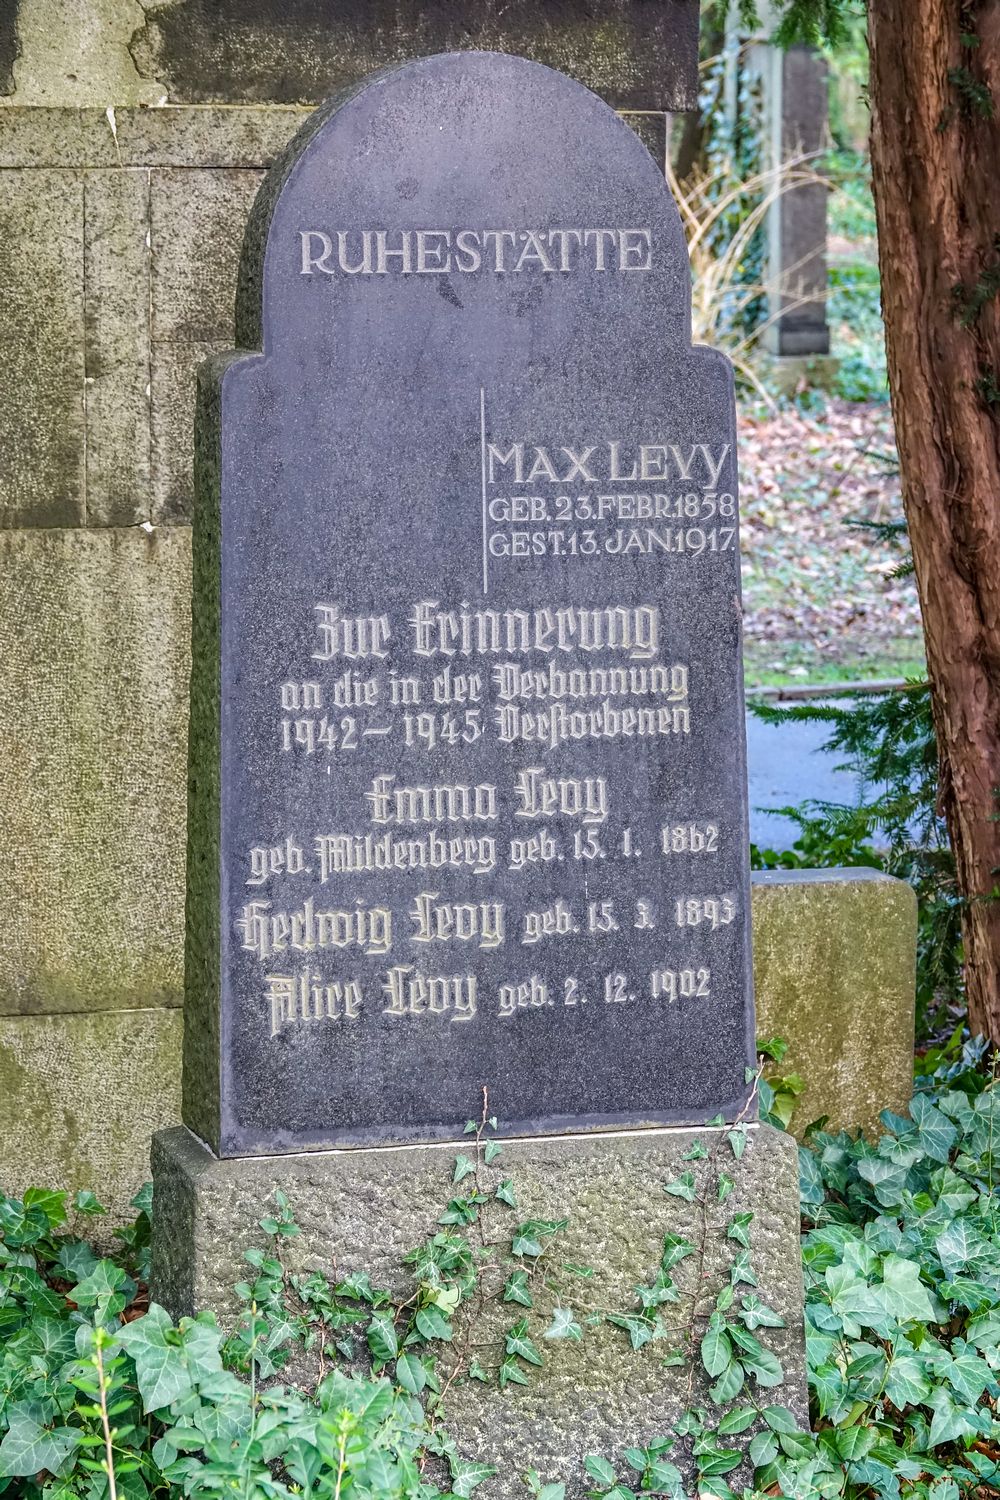 RUHESTÄTTE
MAX LEVY
GEB. 23. FEBR. 1858
GEST. 13. JAN. 1917.
Zur Erinnerung
an die in der Verbannung
1942 – 1945 Verstorbenen
Emma Levy
geb. Mildenberg geb. 15. 1. 1862
Hedwig Levy geb. 15. 3. 1893
Alice Levy geb. 2. 12. 1902